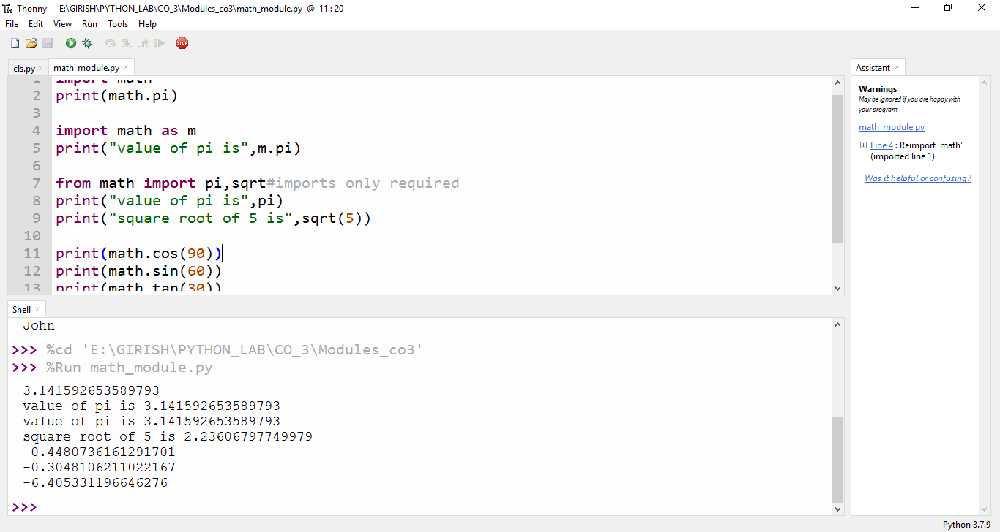 Thonny - E:\GIRISH\PYTHON_LAB\CO_3\Modules_co3\math_module.py @ 11:20
File Edit View Run Tools Help
STOP
cls.py × math_module.py ×
1 import math
2 print(math.pi)
3
4 import math as m
5 print("value of pi is",m.pi)
6
7 from math import pi,sqrt#imports only required
8 print("value of pi is",pi)
9 print("square root of 5 is",sqrt(5))
10
11 print(math.cos(90))
12 print(math.sin(60))
13 print(math.tan(30))
Shell ×
John
>>> %cd 'E:\GIRISH\PYTHON_LAB\CO_3\Modules_co3'
>>> %Run math_module.py
3.141592653589793
value of pi is 3.141592653589793
value of pi is 3.141592653589793
square root of 5 is 2.23606797749979
-0.4480736161291701
-0.3048106211022167
-6.405331196646276
>>>
Assistant ×
Warnings
May be ignored if you are happy with
your program.
math_module.py
Line 4 : Reimport 'math'
(imported line 1)
Was it helpful or confusing?
Python 3.7.9